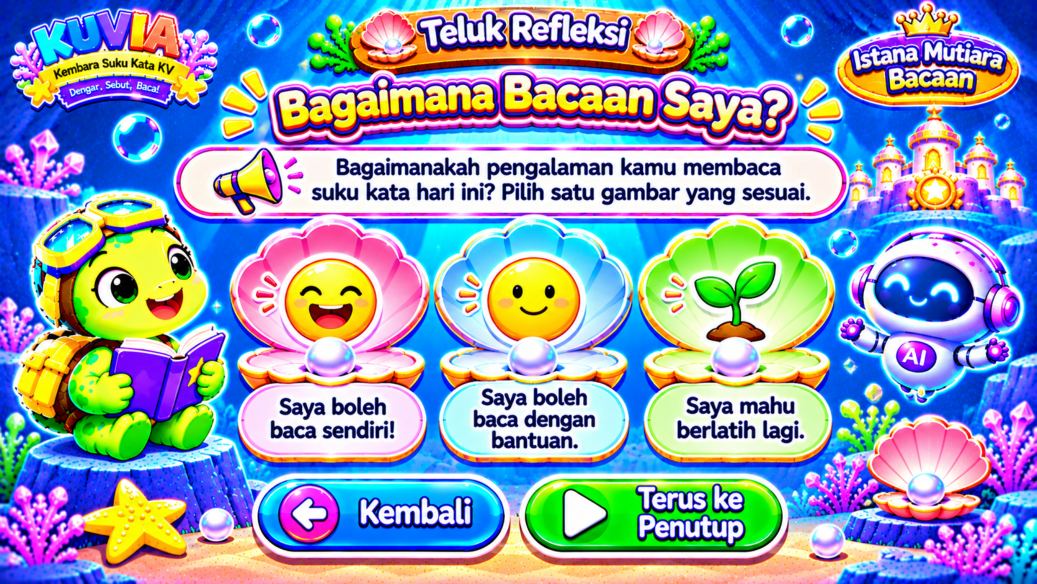 KUVIA
Kembara Suku Kata KV
Dengar, Sebut, Baca!
Teluk Refleksi
Istana Mutiara
Bacaan
Bagaimana Bacaan Saya?
Bagaimanakah pengalaman kamu membaca
suku kata hari ini? Pilih satu gambar yang sesuai.
Saya boleh
baca sendiri!
Saya boleh
baca dengan
bantuan.
Saya mahu
berlatih lagi.
AI
Kembali
Terus ke
Penutup